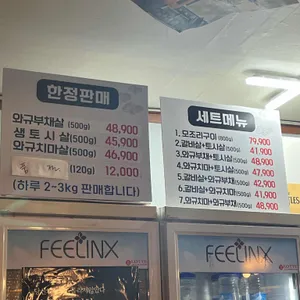 한정판매
와규부채살(500g) 48,900
생토시살(500g) 45,900
와규치마살(500g) 46,900
(120g) 12,000
(하루 2~3kg 판매합니다)
세트메뉴
1.모조리구이(800g) 79,900
2.갈비살+토시살(500g) 41,900
3.와규부채+토시살(500g) 48,900
4.와규치마+토시살(500g) 47,900
5.갈비살+와규부채(500g) 42,900
6.갈비살+와규치마(500g) 41,900
7.와규치마+와규부채(500g) 48,900
FEELINX
FEELINX